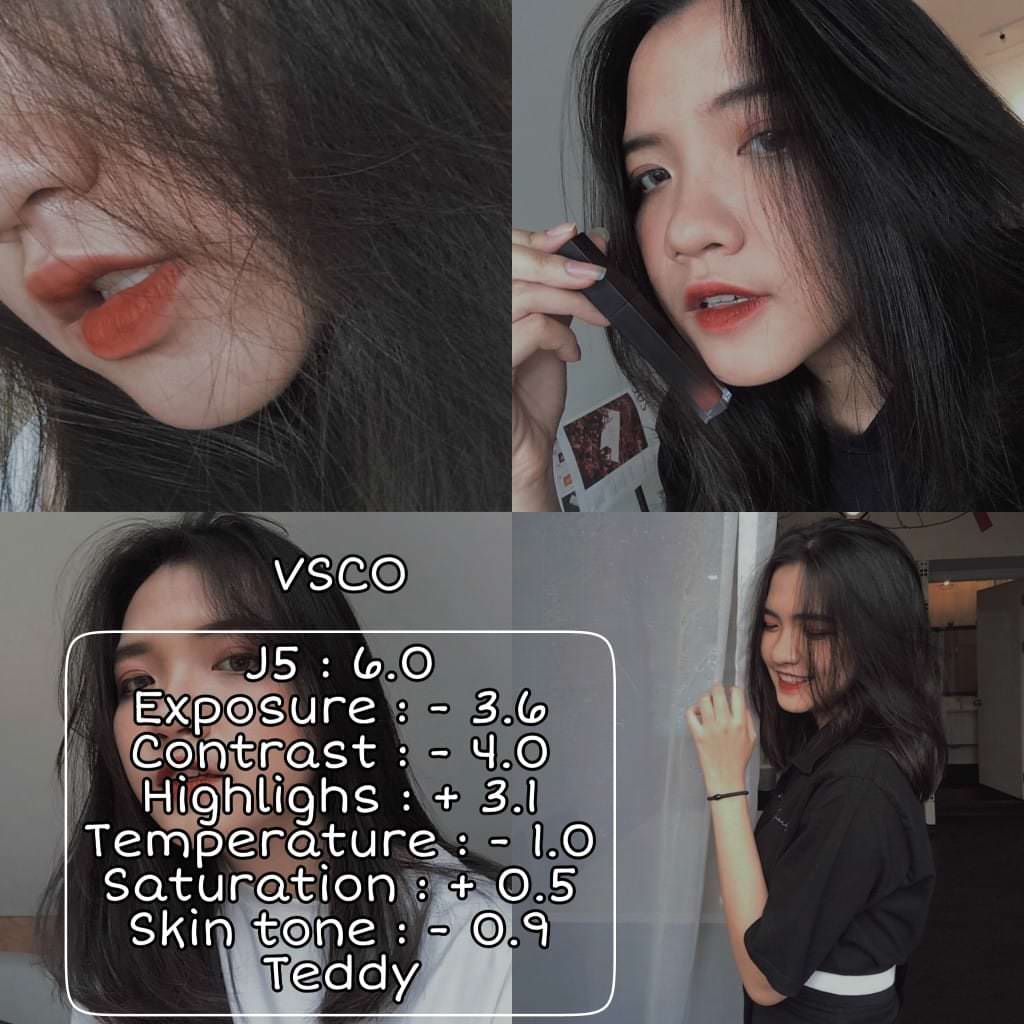 VSCO
J5 : 6.0
Exposure : - 3.6
Contrast : - 4.0
Highlighs : + 3.1
Temperature : - 1.0
Saturation : + 0.5
Skin tone : - 0.9
Teddy